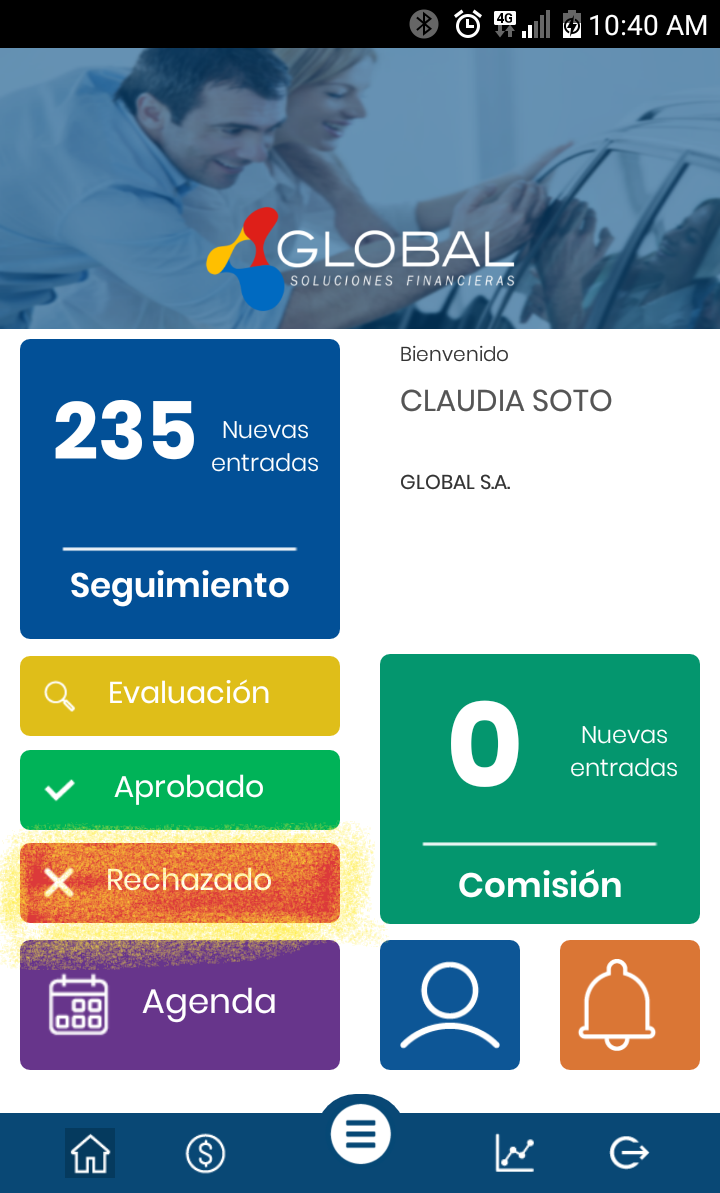 4G 10:40 AM
GLOBAL
SOLUCIONES FINANCIERAS
235
Nuevas
entradas
Seguimiento
Bienvenido
CLAUDIA SOTO
GLOBAL S.A.
Evaluación
Aprobado
Rechazado
Agenda
0
Nuevas
entradas
Comisión